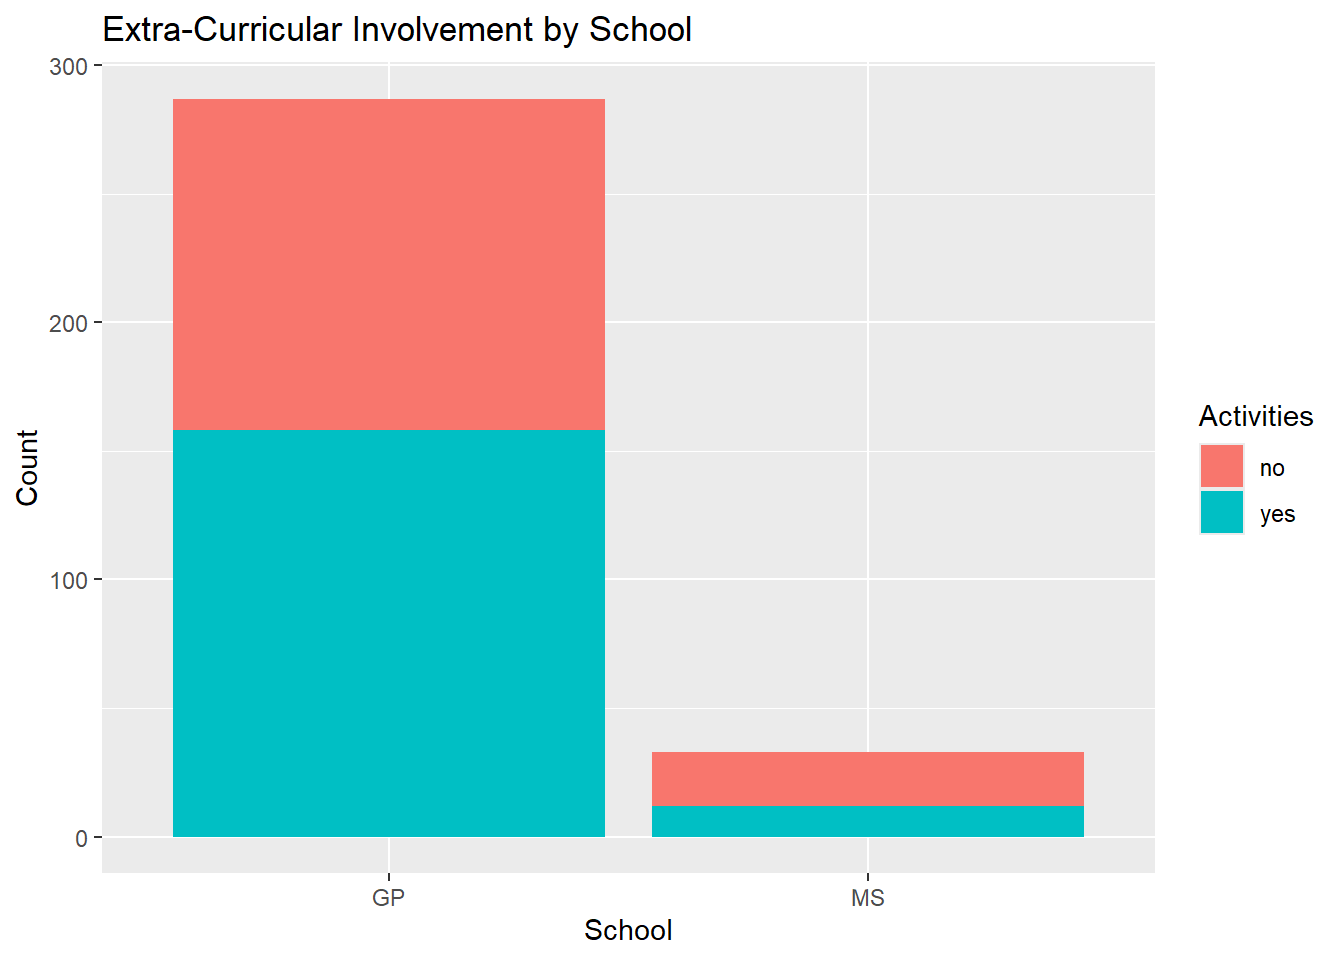 Extra-Curricular Involvement by School
300
200
100
0
Count
GP
MS
School
Activities
no
yes